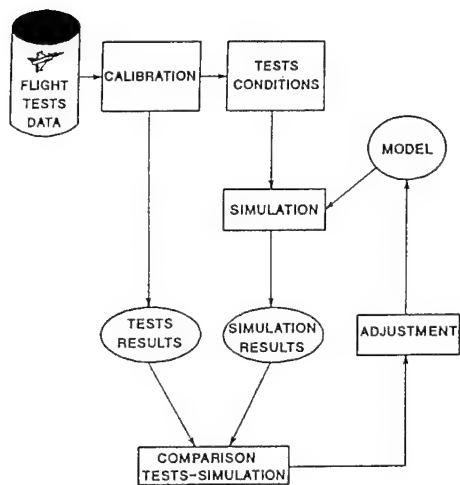 FLIGHT
TESTS
DATA
CALIBRATION
TESTS
CONDITIONS
MODEL
SIMULATION
TESTS
RESULTS
SIMULATION
RESULTS
ADJUSTMENT
COMPARISON
TESTS-SIMULATION